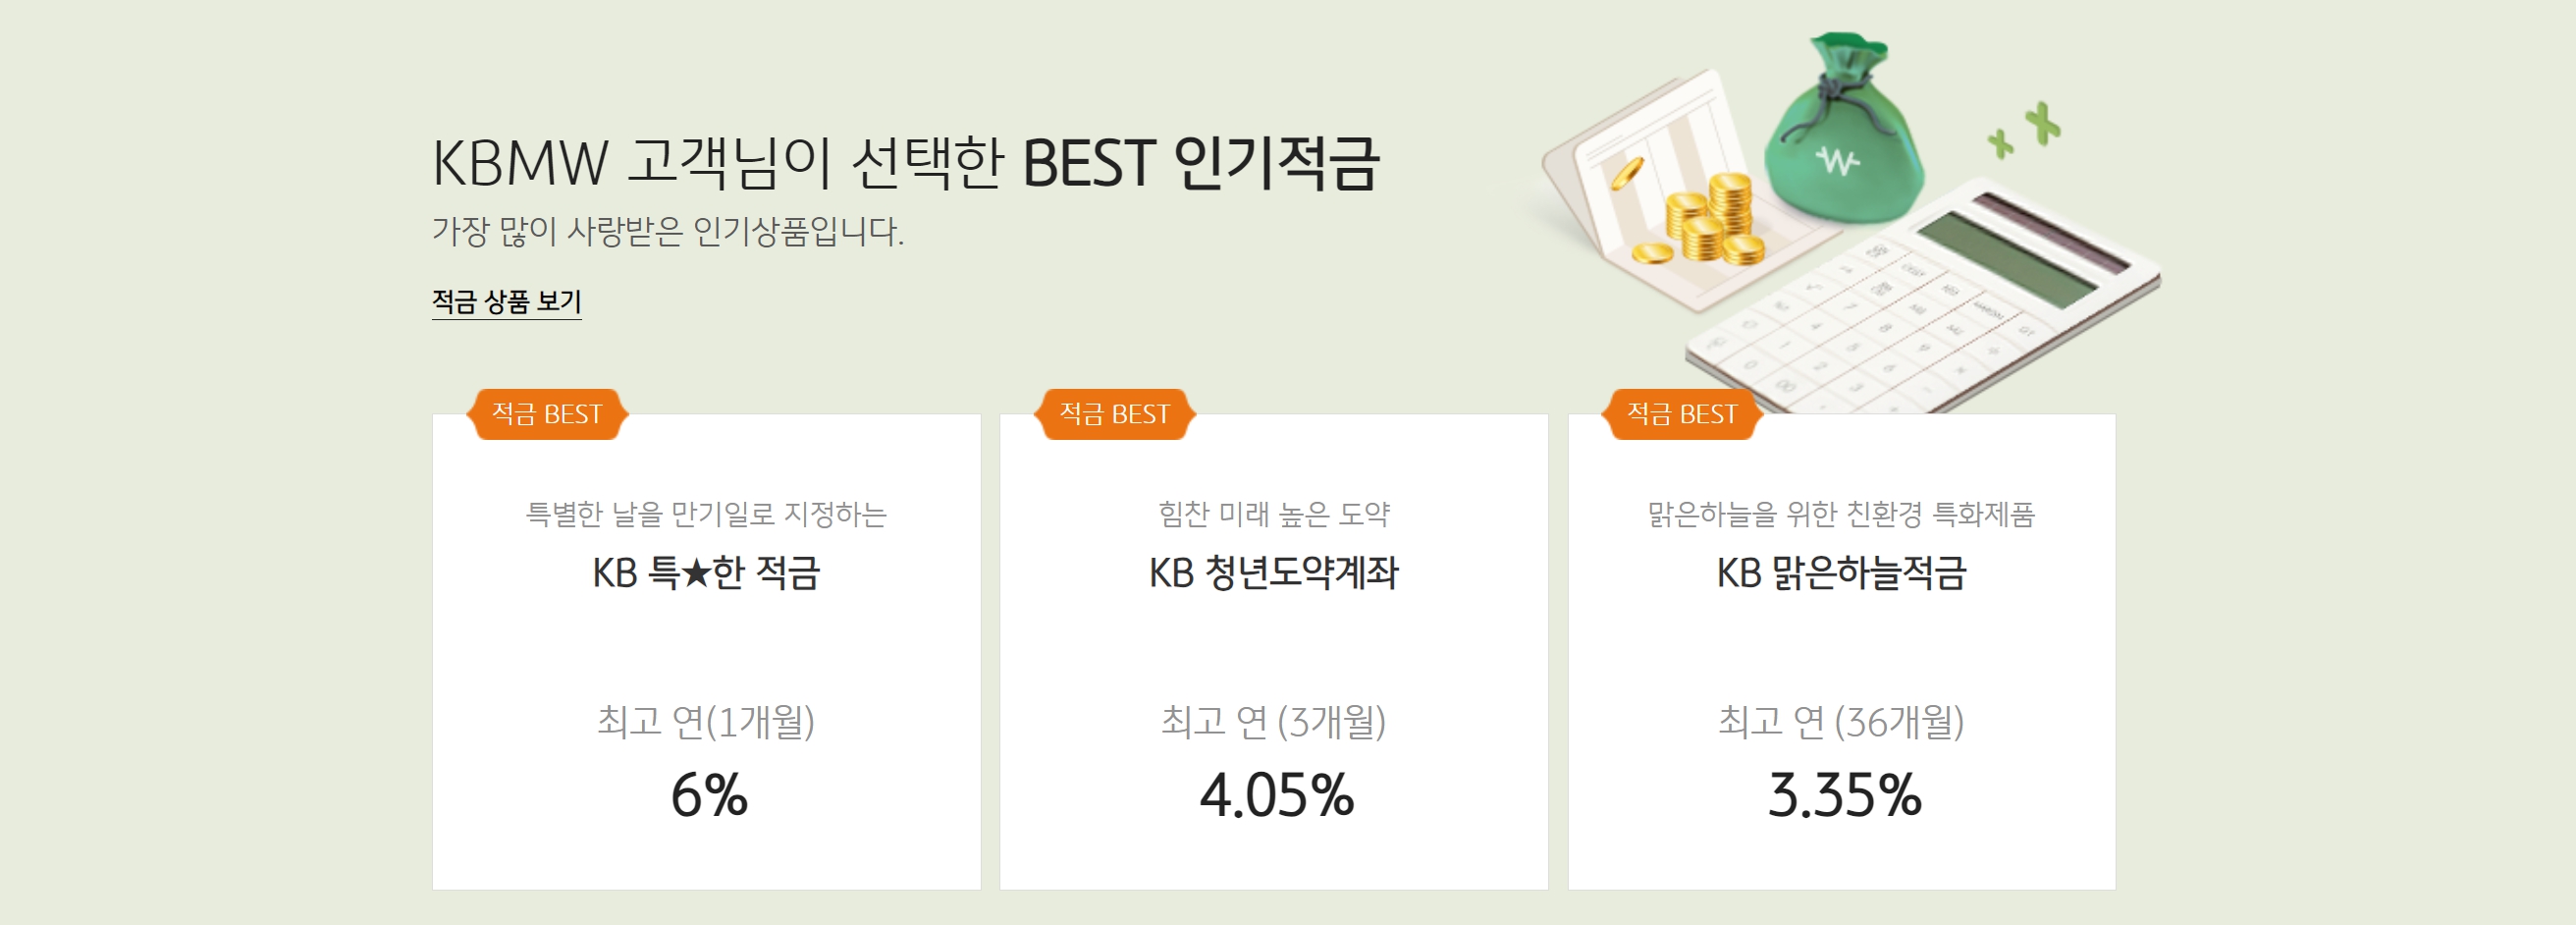 KBMW 고객님이 선택한 BEST 인기적금
가장 많이 사랑받은 인기상품입니다.
적금 상품 보기
적금 BEST
특별한 날을 만기일로 지정하는
KB 특★한 적금
최고 연(1개월)
6%
적금 BEST
힘찬 미래 높은 도약
KB 청년도약계좌
최고 연 (3개월)
4.05%
적금 BEST
맑은하늘을 위한 친환경 특화제품
KB 맑은하늘적금
최고 연 (36개월)
3.35%